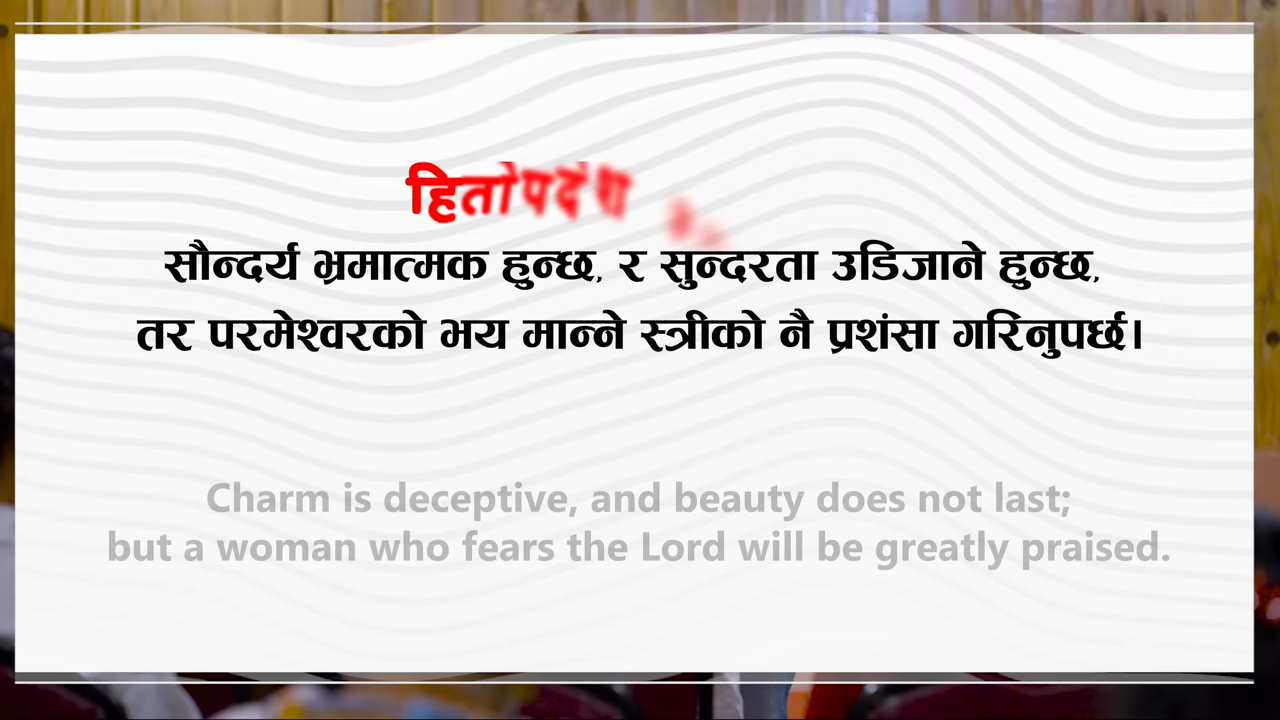 हितोपदेश
सौन्दर्य भ्रमात्मक हुन्छ, र सुन्दरता उडिजाने हुन्छ,
तर परमेश्वरको भय मान्ने स्त्रीको नै प्रशंसा गरिनुपर्छ।
Charm is deceptive, and beauty does not last;
but a woman who fears the Lord will be greatly praised.